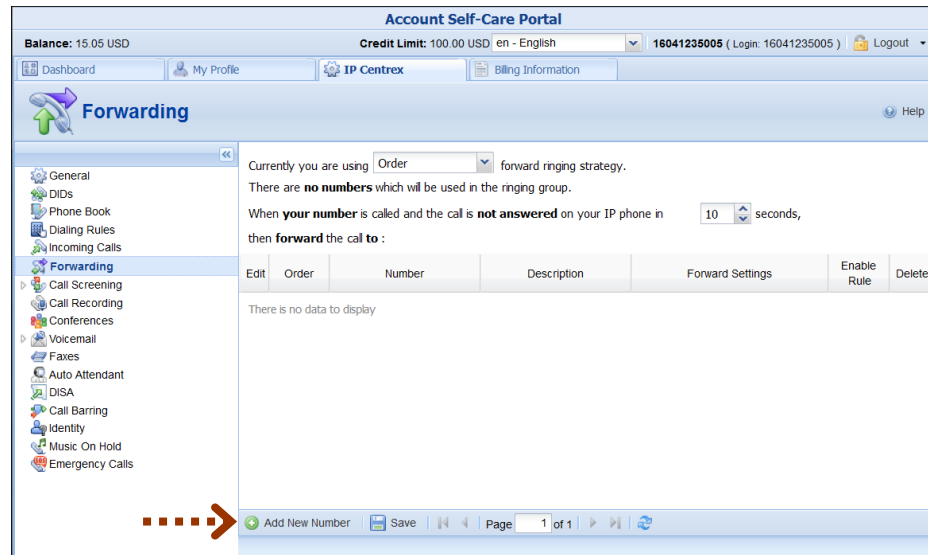 Account Self-Care Portal
Balance: 15.05 USD Credit Limit: 100.00 USD en - English 16041235005 ( Login: 16041235005 ) Logout
Dashboard My Profile IP Centrex Billing Information
Forwarding Help
General
DIDs
Phone Book
Dialing Rules
Incoming Calls
Forwarding
Call Screening
Call Recording
Conferences
Voicemail
Faxes
Auto Attendant
DISA
Call Barring
Identity
Music On Hold
Emergency Calls
Currently you are using Order forward ringing strategy.
There are no numbers which will be used in the ringing group.
When your number is called and the call is not answered on your IP phone in 10 seconds,
then forward the call to :
Edit Order Number Description Forward Settings Enable Rule Delete
There is no data to display
Add New Number Save Page 1 of 1